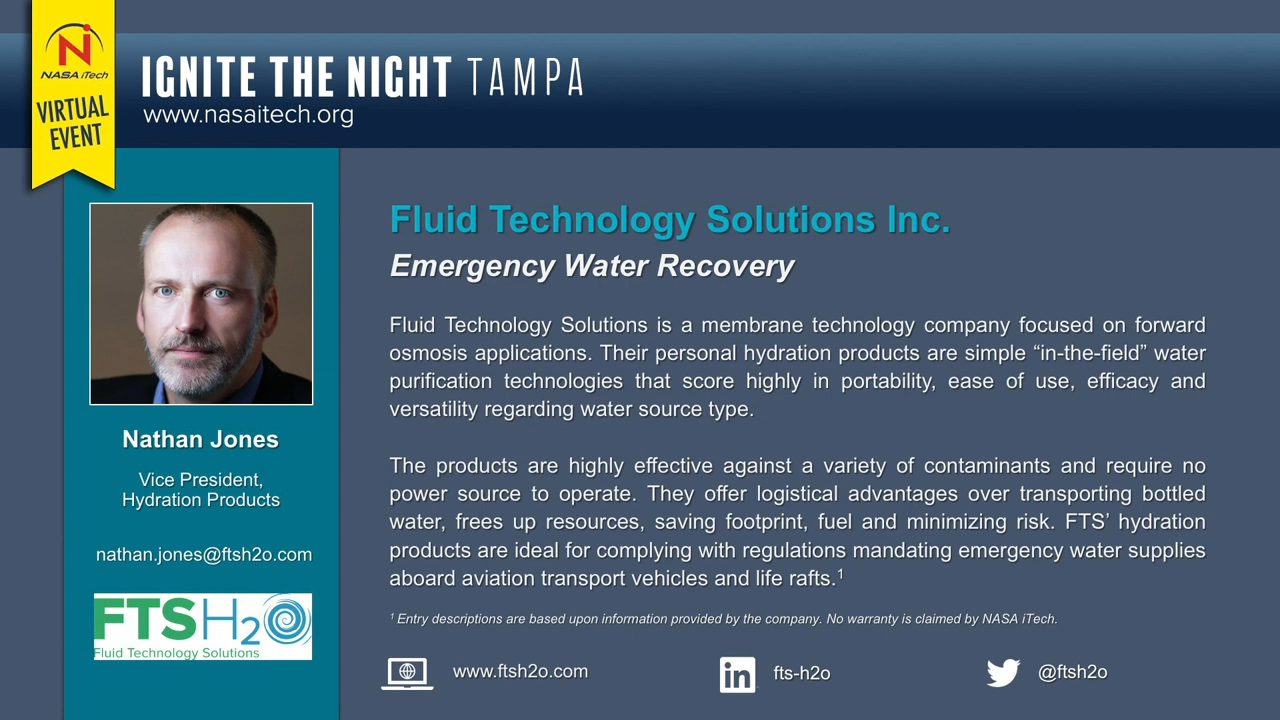 NASA iTech
VIRTUAL
EVENT
IGNITE THE NIGHT TAMPA
www.nasaitech.org
Nathan Jones
Vice President,
Hydration Products
nathan.jones@ftsh2o.com
FTSH2O
Fluid Technology Solutions
Fluid Technology Solutions Inc.
Emergency Water Recovery
Fluid Technology Solutions is a membrane technology company focused on forward
osmosis applications. Their personal hydration products are simple “in-the-field” water
purification technologies that score highly in portability, ease of use, efficacy and
versatility regarding water source type.
The products are highly effective against a variety of contaminants and require no
power source to operate. They offer logistical advantages over transporting bottled
water, frees up resources, saving footprint, fuel and minimizing risk. FTS’ hydration
products are ideal for complying with regulations mandating emergency water supplies
aboard aviation transport vehicles and life rafts.¹
¹ Entry descriptions are based upon information provided by the company. No warranty is claimed by NASA iTech.
www.ftsh2o.com
in fts-h2o
@ftsh2o